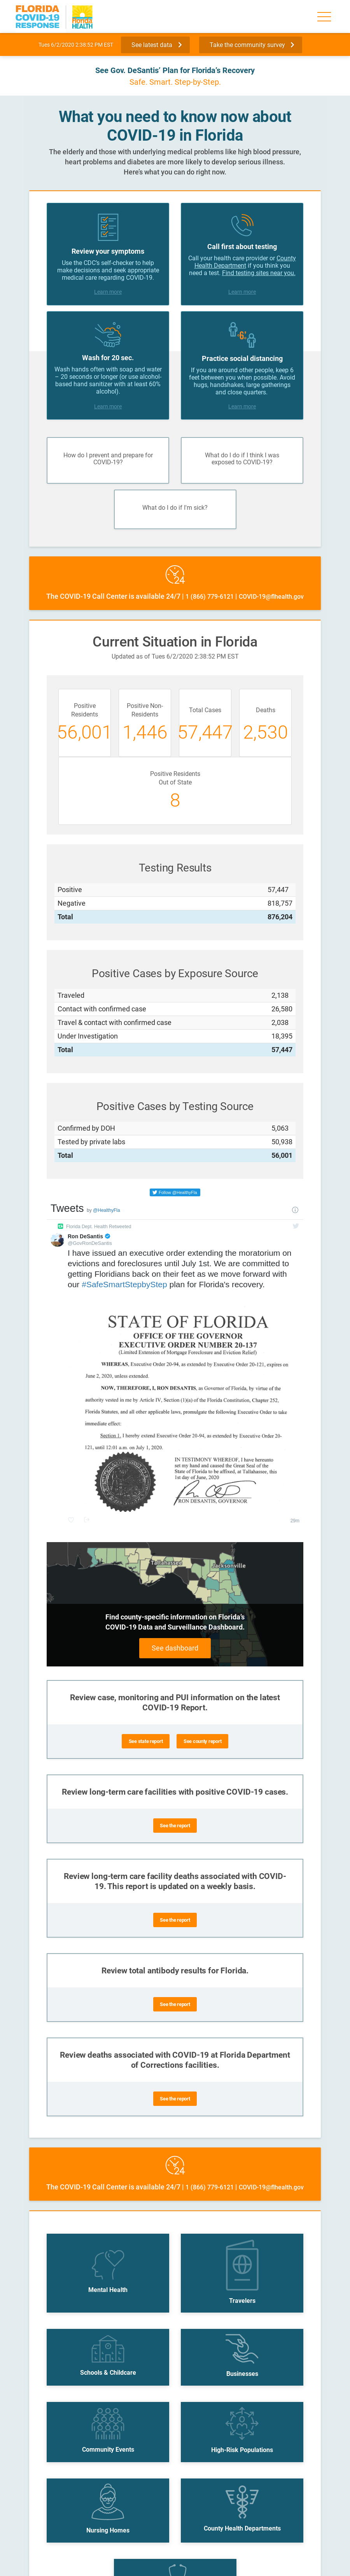 FLORIDA
COVID-19
RESPONSE
Florida
HEALTH
Tues 6/2/2020 2:38:52 PM EST
See latest data
Take the community survey
See Gov. DeSantis' Plan for Florida's Recovery
Safe. Smart. Step-by-Step.
What you need to know now about
COVID-19 in Florida
The elderly and those with underlying medical problems like high blood pressure,
heart problems and diabetes are more likely to develop serious illness.
Here's what you can do right now.
Review your symptoms
Use the CDC's self-checker to help
make decisions and seek appropriate
medical care regarding COVID-19.
Learn more
Call first about testing
Call your health care provider or County
Health Department if you think you
need a test. Find testing sites near you.
Learn more
Wash for 20 sec.
Wash hands often with soap and water
– 20 seconds or longer (or use alcohol-
based hand sanitizer with at least 60%
alcohol).
Learn more
6'
Practice social distancing
If you are around other people, keep 6
feet between you when possible. Avoid
hugs, handshakes, large gatherings
and close quarters.
Learn more
How do I prevent and prepare for
COVID-19?
What do I do if I think I was
exposed to COVID-19?
What do I do if I'm sick?
24
The COVID-19 Call Center is available 24/7 | 1 (866) 779-6121 | COVID-19@flhealth.gov
Current Situation in Florida
Updated as of Tues 6/2/2020 2:38:52 PM EST
Positive
Residents
56,001
Positive Non-
Residents
1,446
Total Cases
57,447
Deaths
2,530
Positive Residents
Out of State
8
Testing Results
Positive 57,447
Negative 818,757
Total 876,204
Positive Cases by Exposure Source
Traveled 2,138
Contact with confirmed case 26,580
Travel & contact with confirmed case 2,038
Under Investigation 18,395
Total 57,447
Positive Cases by Testing Source
Confirmed by DOH 5,063
Tested by private labs 50,938
Total 56,001
Follow @HealthyFla
Tweets by @HealthyFla
Florida Dept. Health Retweeted
Ron DeSantis
@GovRonDeSantis
I have issued an executive order extending the moratorium on
evictions and foreclosures until July 1st. We are committed to
getting Floridians back on their feet as we move forward with
our #SafeSmartStepbyStep plan for Florida's recovery.
STATE OF FLORIDA
OFFICE OF THE GOVERNOR
EXECUTIVE ORDER NUMBER 20-137
(Limited Extension of Mortgage Foreclosure and Eviction Relief)
WHEREAS, Executive Order 20-94, as extended by Executive Order 20-121, expires on
June 2, 2020, unless extended.
NOW, THEREFORE, I, RON DESANTIS, as Governor of Florida, by virtue of the
authority vested in me by Article IV, Section (1)(a) of the Florida Constitution, Chapter 252,
Florida Statutes, and all other applicable laws, promulgate the following Executive Order to take
immediate effect:
Section 1. I hereby extend Executive Order 20-94, as extended by Executive Order 20-
121, until 12:01 a.m. on July 1, 2020.
IN TESTIMONY WHEREOF, I have hereunto
set my hand and caused the Great Seal of the
State of Florida to be affixed, at Tallahassee, this
1st day of June, 2020.
RON DESANTIS, GOVERNOR
28m
Tallahassee
Jacksonville
Find county-specific information on Florida's
COVID-19 Data and Surveillance Dashboard.
See dashboard
Review case, monitoring and PUI information on the latest
COVID-19 Report.
See state report
See county report
Review long-term care facilities with positive COVID-19 cases.
See the report
Review long-term care facility deaths associated with COVID-
19. This report is updated on a weekly basis.
See the report
Review total antibody results for Florida.
See the report
Review deaths associated with COVID-19 at Florida Department
of Corrections facilities.
See the report
24
The COVID-19 Call Center is available 24/7 | 1 (866) 779-6121 | COVID-19@flhealth.gov
Mental Health
Travelers
Schools & Childcare
Businesses
Community Events
High-Risk Populations
Nursing Homes
County Health Departments